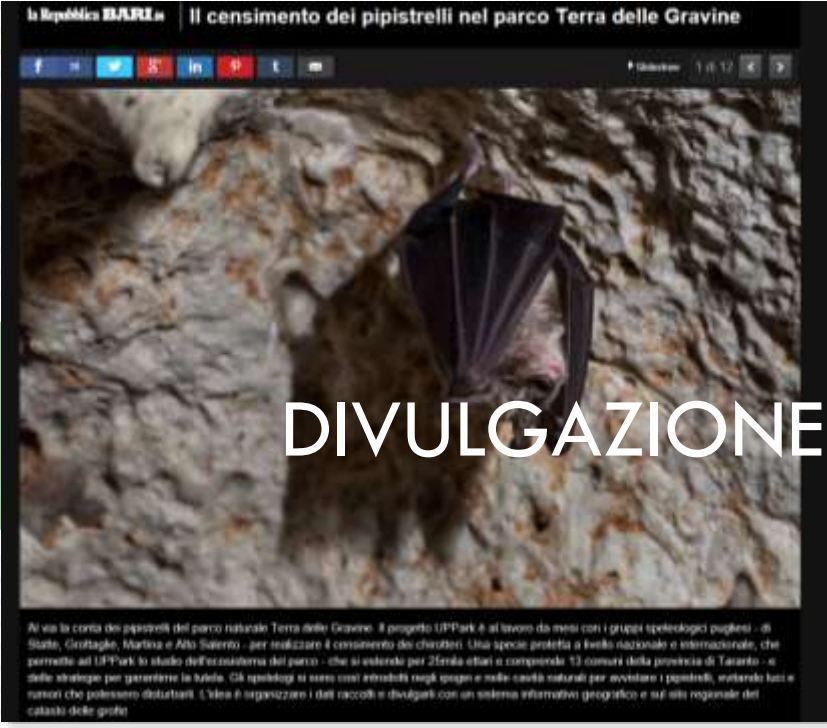 la Repubblica BARI.it Il censimento dei pipistrelli nel parco Terra delle Gravine
f in t
Slideshow 1 di 12 < >
DIVULGAZIONE
Al via la conta dei pipistrelli del parco naturale Terra delle Gravine. Il progetto UPPark è al lavoro da mesi con i gruppi speleologici pugliesi - di
Statte, Grottaglie, Martina e Alto Salento - per realizzare il censimento dei chirotteri. Una specie protetta a livello nazionale e internazionale, che
permette ad UPPark lo studio dell'ecosistema del parco - che si estende per 25mila ettari e comprende 13 comuni della provincia di Taranto - e
delle strategie per garantirne la tutela. Gli speleologi si sono così introdotti negli ipogei e nelle cavità naturali per avvistare i pipistrelli, evitando luci e
rumori che potessero disturbarli. L'idea è organizzare i dati raccolti e divulgarli con un sistema informativo geografico e sul sito regionale del
catasto delle grotte